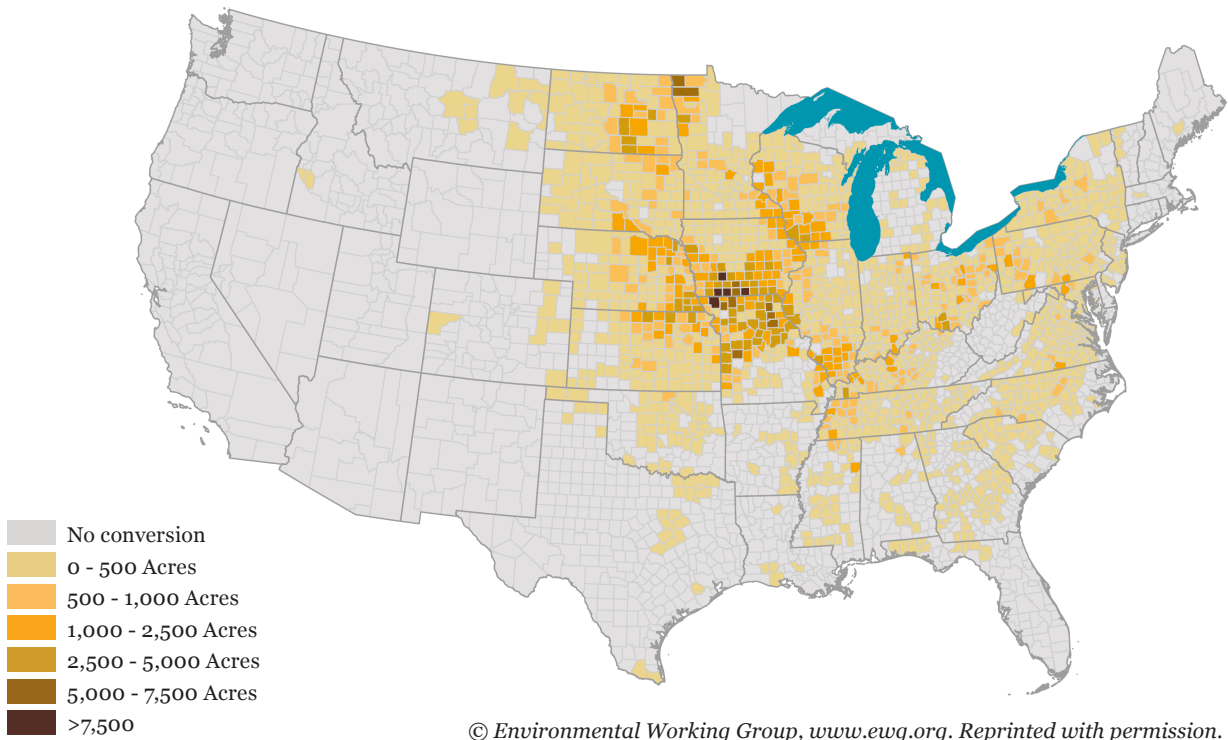 No conversion
0 - 500 Acres
500 - 1,000 Acres
1,000 - 2,500 Acres
2,500 - 5,000 Acres
5,000 - 7,500 Acres
>7,500
© Environmental Working Group, www.ewg.org. Reprinted with permission.